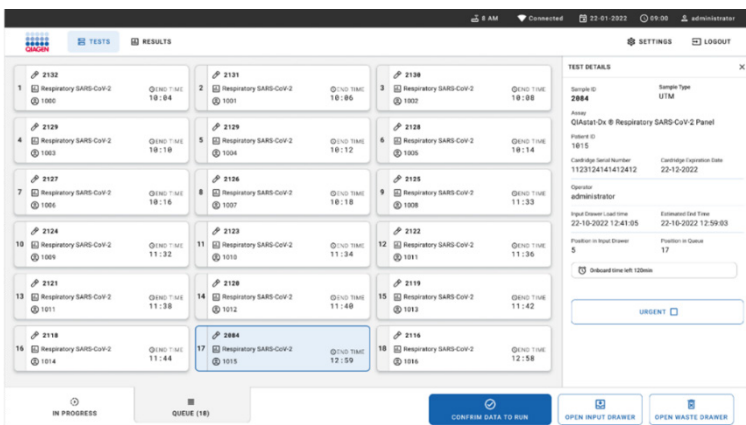 8 AM Connected 22-01-2022 09:00 administrator
QIAGEN TESTS RESULTS SETTINGS LOGOUT
1 2132
Respiratory SARS-CoV-2 END TIME
1000 10:04
2 2131
Respiratory SARS-CoV-2 END TIME
1001 10:06
3 2130
Respiratory SARS-CoV-2 END TIME
1002 10:08
4 2129
Respiratory SARS-CoV-2 END TIME
1003 10:10
5 2129
Respiratory SARS-CoV-2 END TIME
1004 10:12
6 2128
Respiratory SARS-CoV-2 END TIME
1005 10:14
7 2127
Respiratory SARS-CoV-2 END TIME
1006 10:16
8 2126
Respiratory SARS-CoV-2 END TIME
1007 10:18
9 2125
Respiratory SARS-CoV-2 END TIME
1008 11:33
10 2124
Respiratory SARS-CoV-2 END TIME
1009 11:32
11 2123
Respiratory SARS-CoV-2 END TIME
1010 11:34
12 2122
Respiratory SARS-CoV-2 END TIME
1011 11:36
13 2121
Respiratory SARS-CoV-2 END TIME
1011 11:38
14 2120
Respiratory SARS-CoV-2 END TIME
1012 11:40
15 2119
Respiratory SARS-CoV-2 END TIME
1013 11:42
16 2118
Respiratory SARS-CoV-2 END TIME
1014 11:44
17 2084
Respiratory SARS-CoV-2 END TIME
1015 12:59
18 2116
Respiratory SARS-CoV-2 END TIME
1016 12:58
TEST DETAILS
Sample ID Sample Type
2084 UTM
Assay
QIAstat-Dx ® Respiratory SARS-CoV-2 Panel
Patient ID
1015
Cartridge Serial Number Cartridge Expiration Date
1123124141412412 22-12-2022
Operator
administrator
Input Drawer Load time Estimated End Time
22-10-2022 12:41:05 22-10-2022 12:59:03
Position in Input Drawer Position in Queue
5 17
Onboard time left 120min
URGENT
IN PROGRESS
QUEUE (18)
CONFRIM DATA TO RUN
OPEN INPUT DRAWER
OPEN WASTE DRAWER